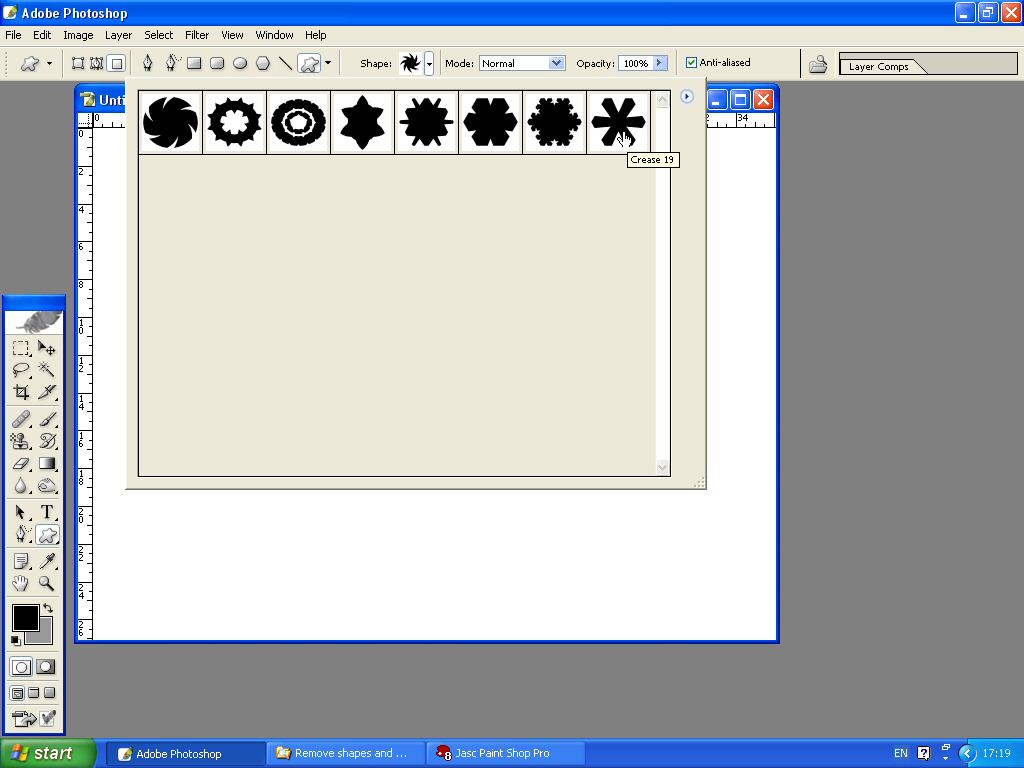 Adobe Photoshop
File Edit Image Layer Select Filter View Window Help
Shape: Mode: Normal Opacity: 100% Anti-aliased Layer Comps
Unti
0 32 34
Crease 19
0
2
4
6
8
10
12
14
16
18
20
22
24
26
T
start Adobe Photoshop Remove shapes and ... 8 Jasc Paint Shop Pro EN ? 17:19